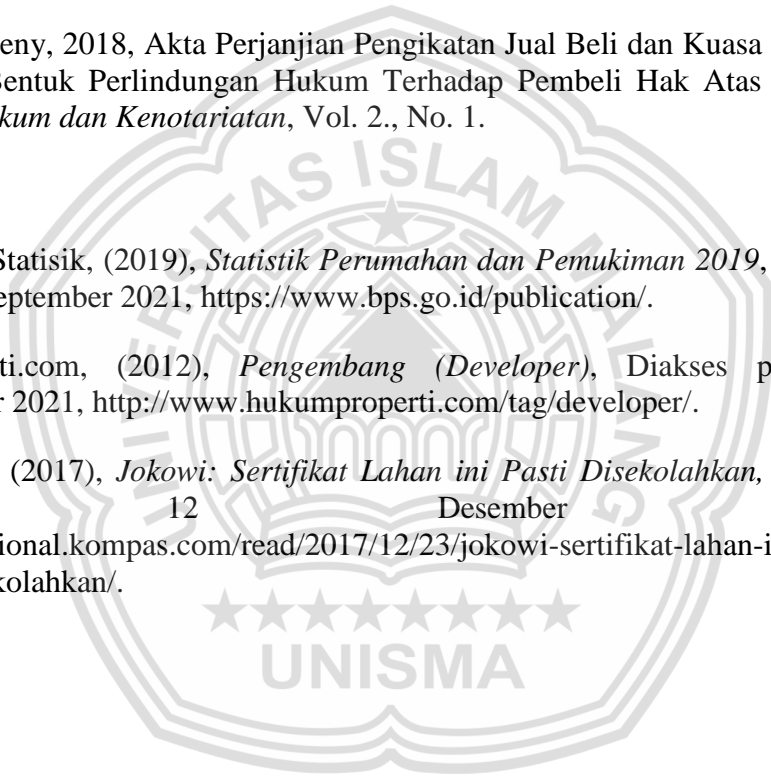 eny, 2018, Akta Perjanjian Pengikatan Jual Beli dan Kuasa
Bentuk Perlindungan Hukum Terhadap Pembeli Hak Atas
kum dan Kenotariatan, Vol. 2., No. 1.
Statisik, (2019), Statistik Perumahan dan Pemukiman 2019,
eptember 2021, https://www.bps.go.id/publication/.
ti.com, (2012), Pengembang (Developer), Diakses p
r 2021, http://www.hukumproperti.com/tag/developer/.
(2017), Jokowi: Sertifikat Lahan ini Pasti Disekolahkan,
12 Desember
ional.kompas.com/read/2017/12/23/jokowi-sertifikat-lahan-i
kolahkan/.
UNIVERSITAS ISLAM MALANG
UNISMA